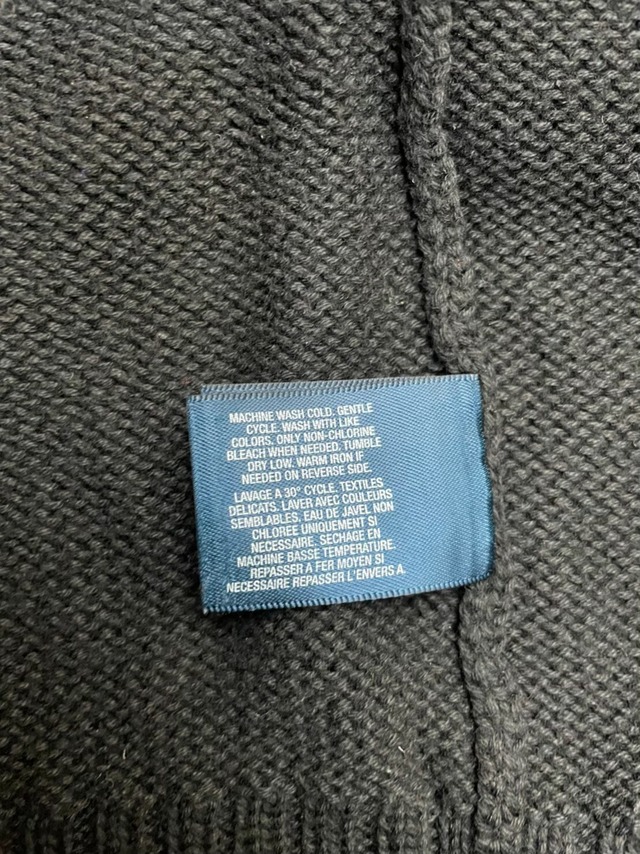 MACHINE WASH COLD. GENTLE
CYCLE. WASH WITH LIKE
COLORS. ONLY NON-CHLORINE
BLEACH WHEN NEEDED. TUMBLE
DRY LOW. WARM IRON IF
NEEDED ON REVERSE SIDE.
LAVAGE A 30° CYCLE. TEXTILES
DELICATS. LAVER AVEC COULEURS
SEMBLABLES, EAU DE JAVEL NON
CHLOREE UNIQUEMENT SI
NECESSAIRE. SECHAGE EN
MACHINE BASSE TEMPERATURE.
REPASSER A FER MOYEN SI
NECESSAIRE REPASSER L'ENVERS A.